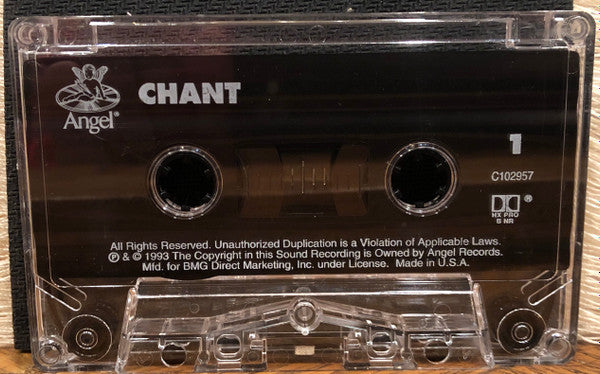 CHANT
Angel®
1
C102957
HX PRO
B NR
®
All Rights Reserved. Unauthorized Duplication is a Violation of Applicable Laws.
℗ & © 1993 The Copyright in this Sound Recording is Owned by Angel Records.
Mfd. for BMG Direct Marketing, Inc. under License. Made in U.S.A.